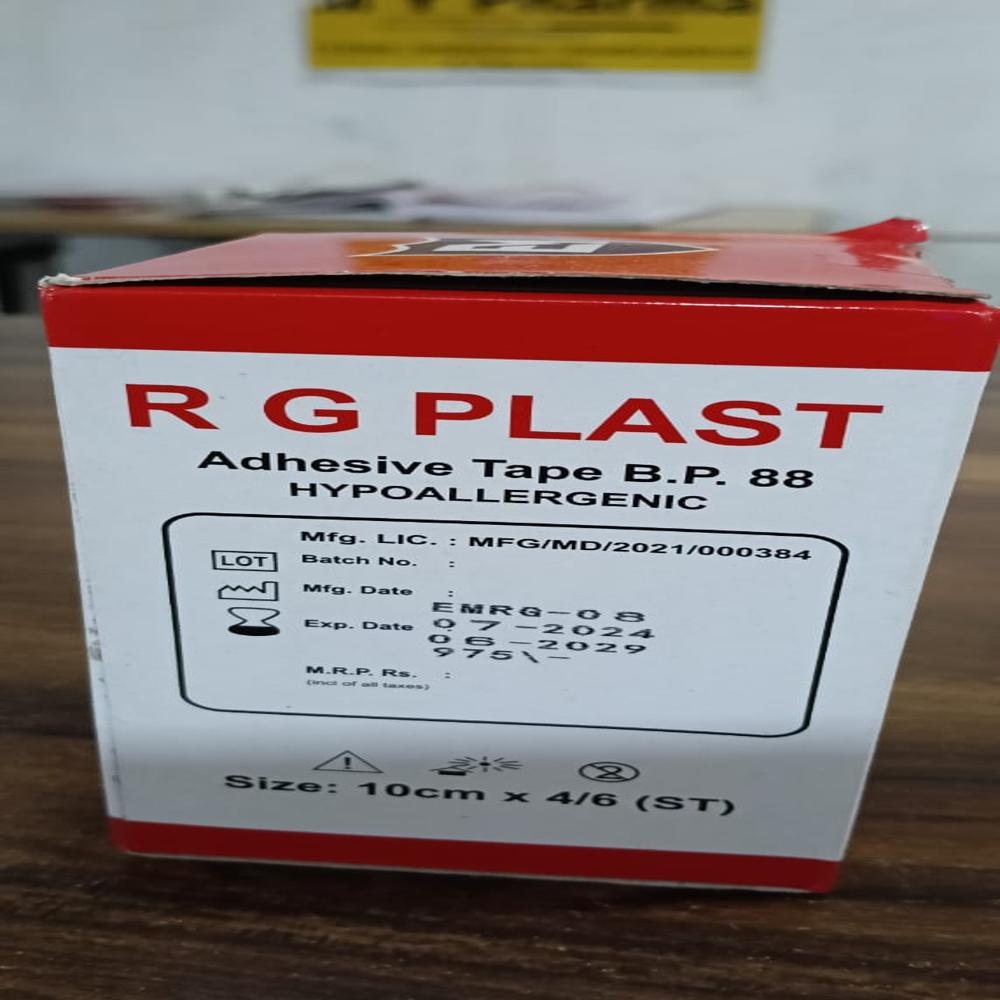 R G PLAST
Adhesive Tape B.P. 88
HYPOALLERGENIC
Mfg. LIC. : MFG/MD/2021/000384
LOT Batch No. :
Mfg. Date :
EMRG-08
07-2024
Exp. Date :
06-2029
975\-
M.R.P. Rs. :
(incl of all taxes)
2
Size: 10cm x 4/6 (ST)